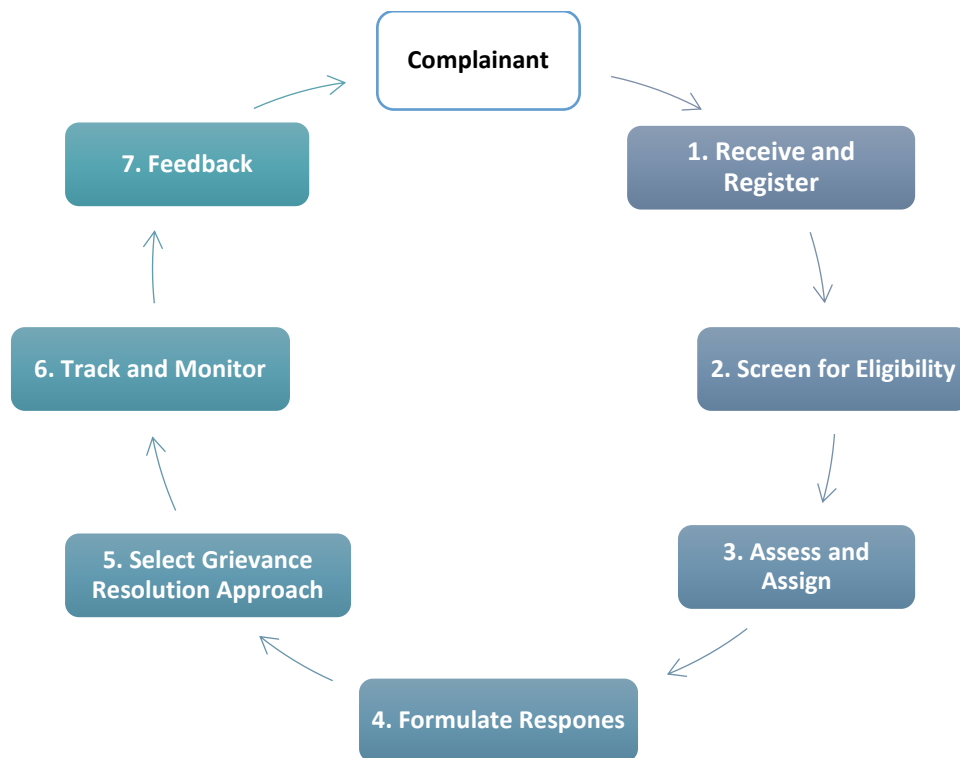 Complainant
1. Receive and
Register
2. Screen for Eligibility
3. Assess and
Assign
4. Formulate Respones
5. Select Grievance
Resolution Approach
6. Track and Monitor
7. Feedback